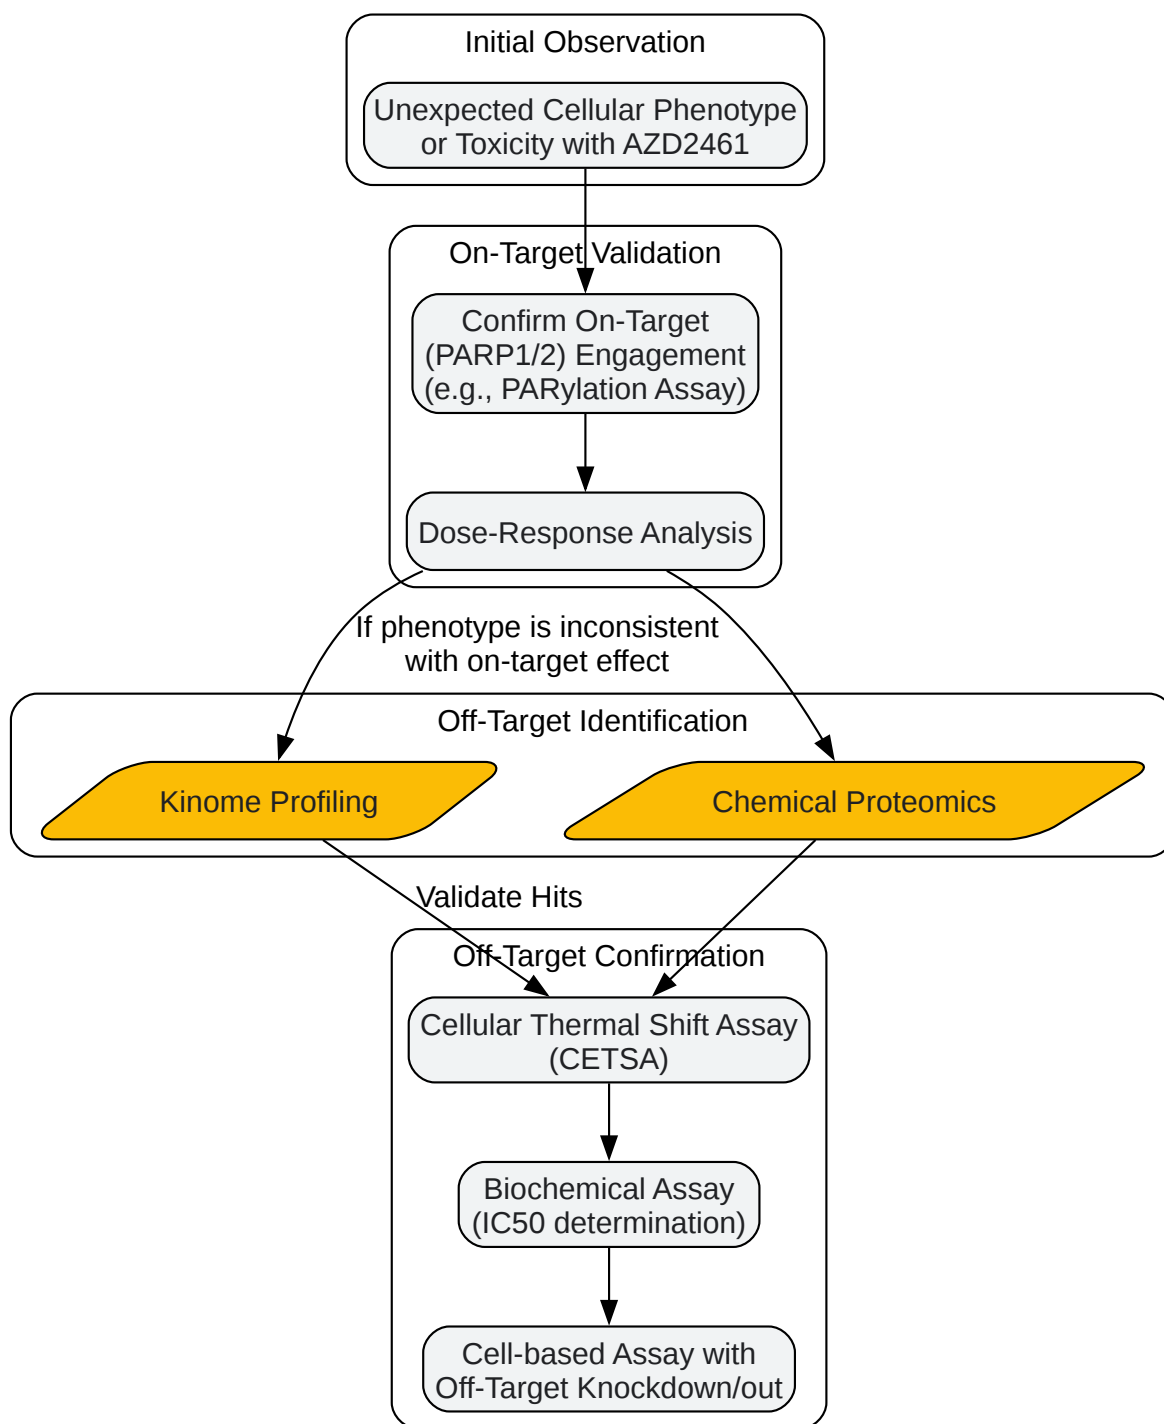 Initial Observation
Unexpected Cellular Phenotype
or Toxicity with AZD2461
On-Target Validation
Confirm On-Target
(PARP1/2) Engagement
(e.g., PARylation Assay)
Dose-Response Analysis
If phenotype is inconsistent
with on-target effect
Off-Target Identification
Kinome Profiling
Chemical Proteomics
Validate Hits
Off-Target Confirmation
Cellular Thermal Shift Assay
(CETSA)
Biochemical Assay
(IC50 determination)
Cell-based Assay with
Off-Target Knockdown/out